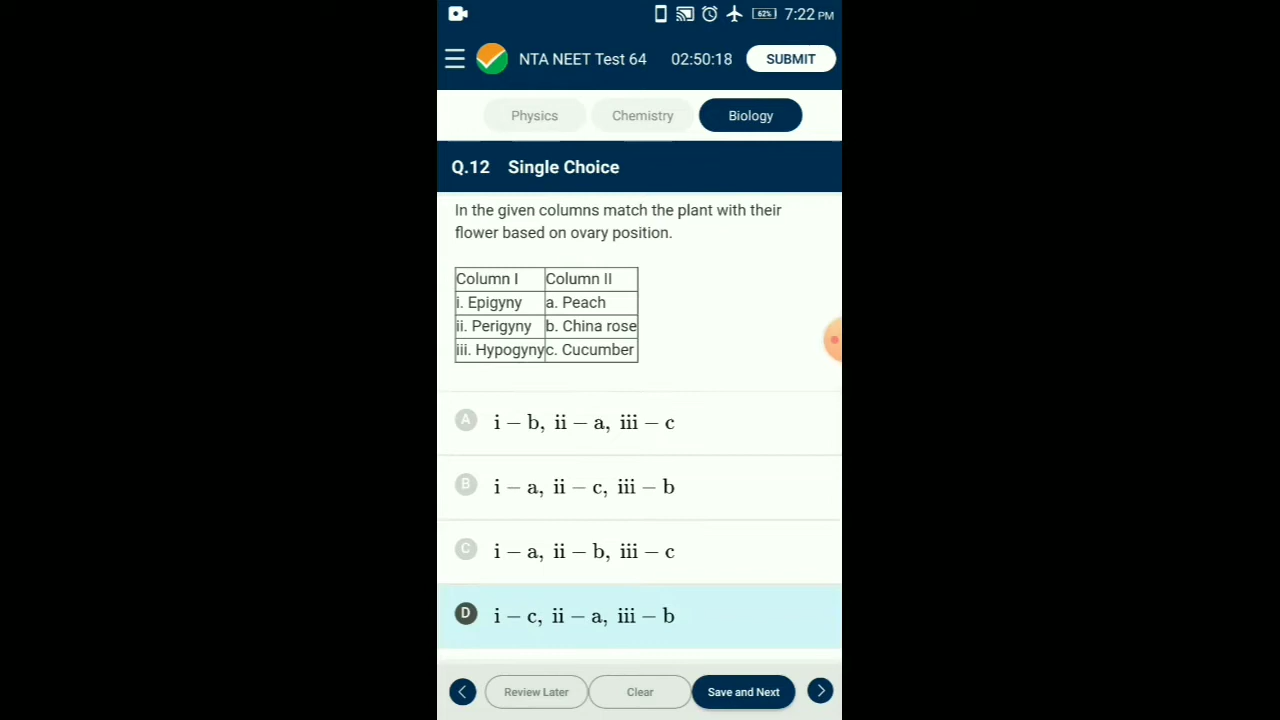 62% 7:22 PM
NTA NEET Test 64 02:50:18 SUBMIT
Physics Chemistry Biology
Q.12 Single Choice
In the given columns match the plant with their
flower based on ovary position.
Column I Column II
i. Epigyny a. Peach
ii. Perigyny b. China rose
iii. Hypogyny c. Cucumber
A i – b, ii – a, iii – c
B i – a, ii – c, iii – b
C i – a, ii – b, iii – c
D i – c, ii – a, iii – b
Review Later Clear Save and Next